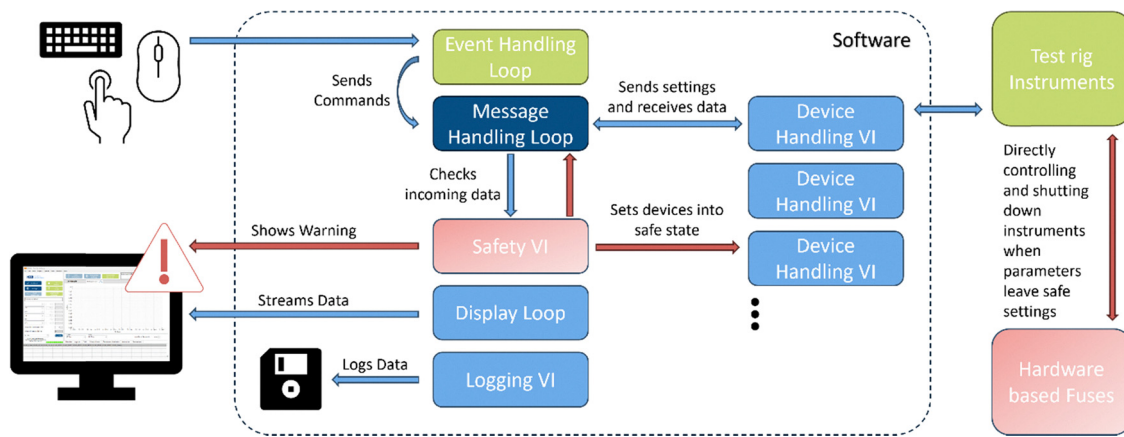 Software
Event Handling
Loop
Sends
Commands
Message
Handling Loop
Sends settings
and receives data
Device
Handling VI
Test rig
Instruments
Checks
incoming data
Device
Handling VI
Directly
controlling
and shutting
down
instruments
when
parameters
leave safe
settings
Shows Warning
Safety VI
Sets devices into
safe state
Device
Handling VI
Streams Data
Display Loop
Logs Data
Logging VI
Hardware
based Fuses